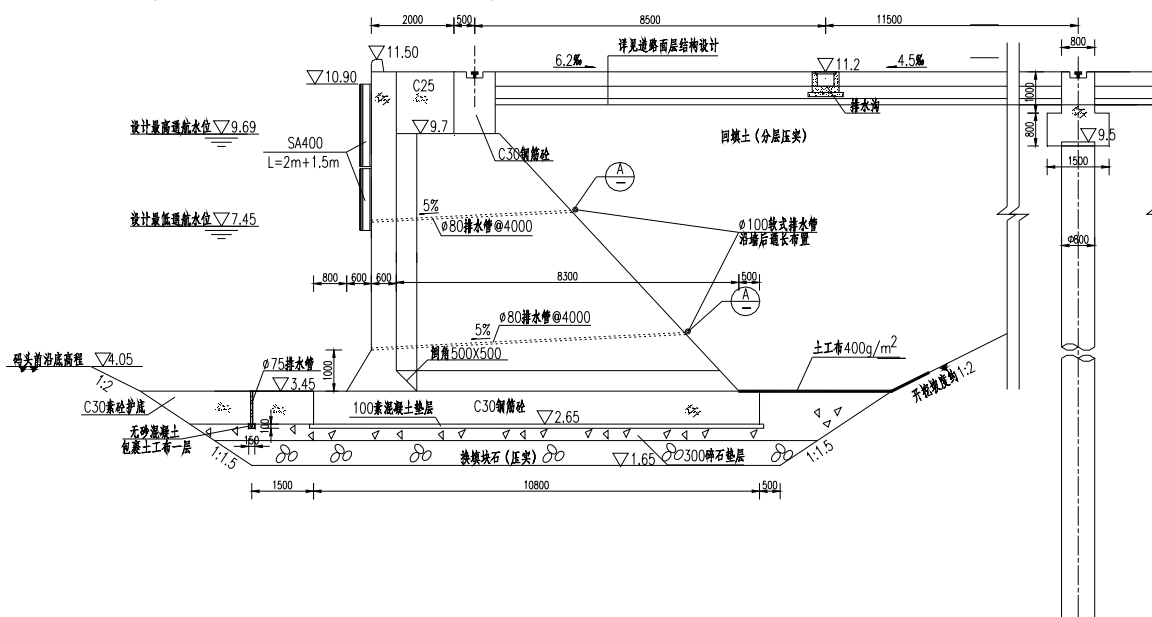 2000
500
8500
11500
详见道路面层结构设计
800
▽11.50
6.2‰
▽11.2
4.5‰
▽10.90
C25
1000
排水沟
设计最高通航水位▽9.69
▽9.7
回填土(分层压实)
800
▽9.5
SA400
L=2m+1.5m
C30钢筋砼
1500
A
设计最低通航水位▽7.45
5%
ø80排水管@4000
ø100软式排水管
沿墙后通长布置
ø600
800
600
600
8300
500
A
ø80排水管@4000
5%
码头前沿底高程 ▽4.05
ø75排水管
1000
倒角500X500
土工布400g/m²
1:2
▽3.45
开挖坡度约1:2
C30素砼护底
100素混凝土垫层
C30钢筋砼
▽2.65
无砂混凝土
包裹土工布一层
100
150
1:1.5
换填块石(压实)
▽1.65
300碎石垫层
1:1.5
1500
10800
500